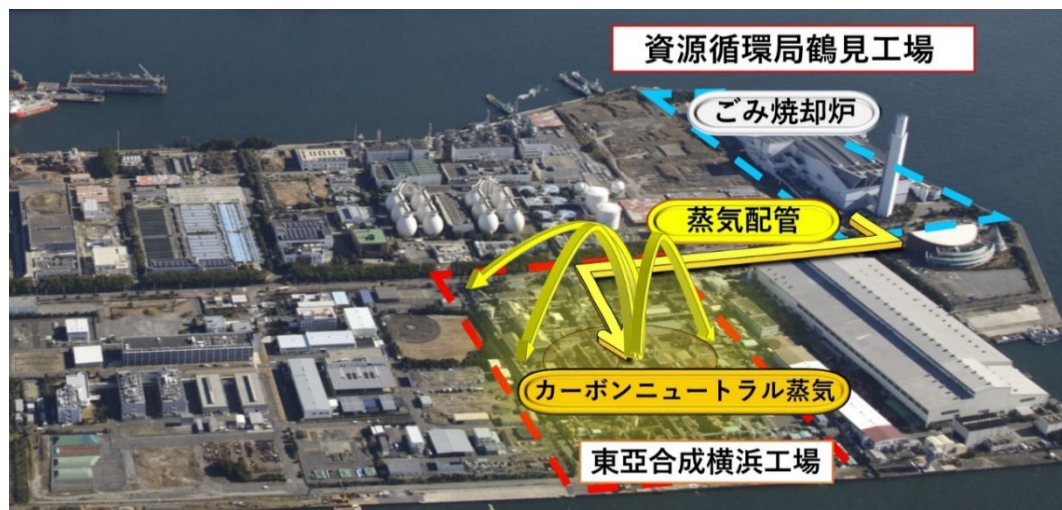 資源循環局鶴見工場
ごみ焼却炉
蒸気配管
カーボンニュートラル蒸気
東亞合成横浜工場